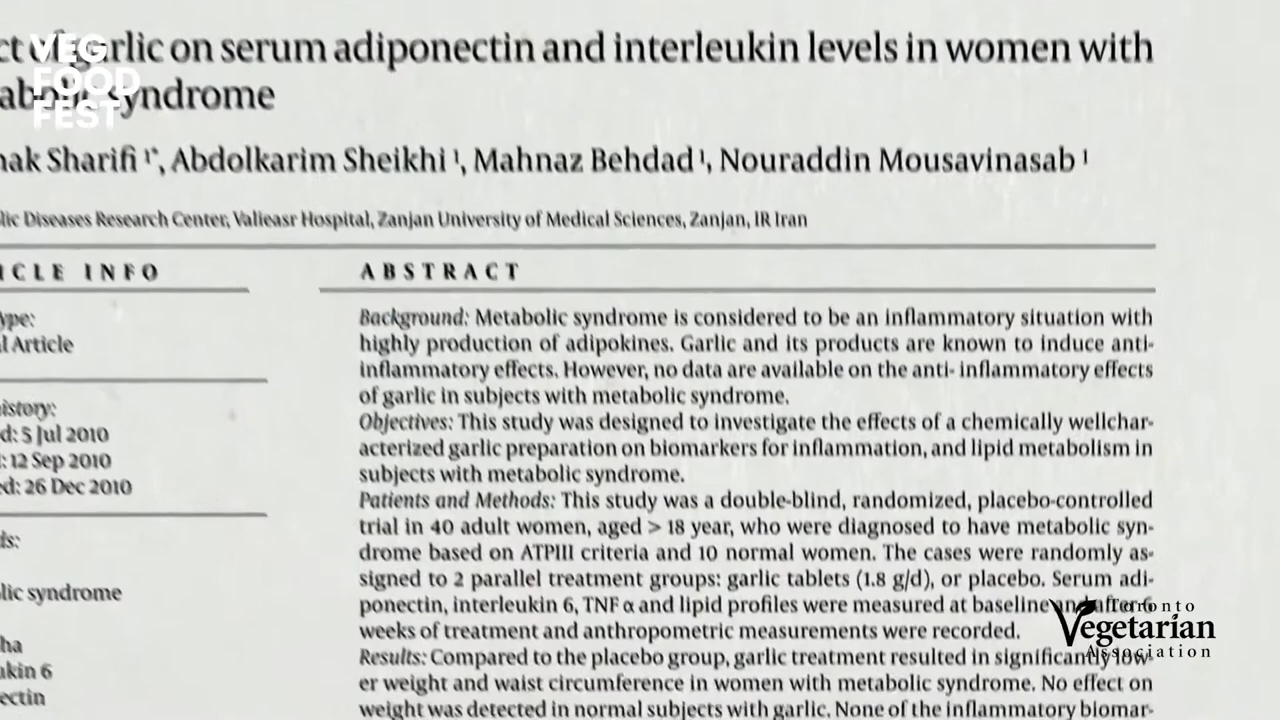 VEG
FOOD
FEST
ct of garlic on serum adiponectin and interleukin levels in women with
abolic syndrome
nak Sharifi 1*, Abdolkarim Sheikhi 1, Mahnaz Behdad 1, Nouraddin Mousavinasab 1
lic Diseases Research Center, Valieasr Hospital, Zanjan University of Medical Sciences, Zanjan, IR Iran
ICLE INFO
ype:
l Article
istory:
d: 5 Jul 2010
: 12 Sep 2010
ed: 26 Dec 2010
ds:
lic syndrome
ha
ukin 6
ectin
ABSTRACT
Background: Metabolic syndrome is considered to be an inflammatory situation with
highly production of adipokines. Garlic and its products are known to induce anti-
inflammatory effects. However, no data are available on the anti- inflammatory effects
of garlic in subjects with metabolic syndrome.
Objectives: This study was designed to investigate the effects of a chemically wellchar-
acterized garlic preparation on biomarkers for inflammation, and lipid metabolism in
subjects with metabolic syndrome.
Patients and Methods: This study was a double-blind, randomized, placebo-controlled
trial in 40 adult women, aged > 18 year, who were diagnosed to have metabolic syn-
drome based on ATPIII criteria and 10 normal women. The cases were randomly as-
signed to 2 parallel treatment groups: garlic tablets (1.8 g/d), or placebo. Serum adi-
ponectin, interleukin 6, TNF α and lipid profiles were measured at baseline and after 6
weeks of treatment and anthropometric measurements were recorded.
Results: Compared to the placebo group, garlic treatment resulted in significantly low-
er weight and waist circumference in women with metabolic syndrome. No effect on
weight was detected in normal subjects with garlic. None of the inflammatory biomar-
Toronto
Vegetarian
Association